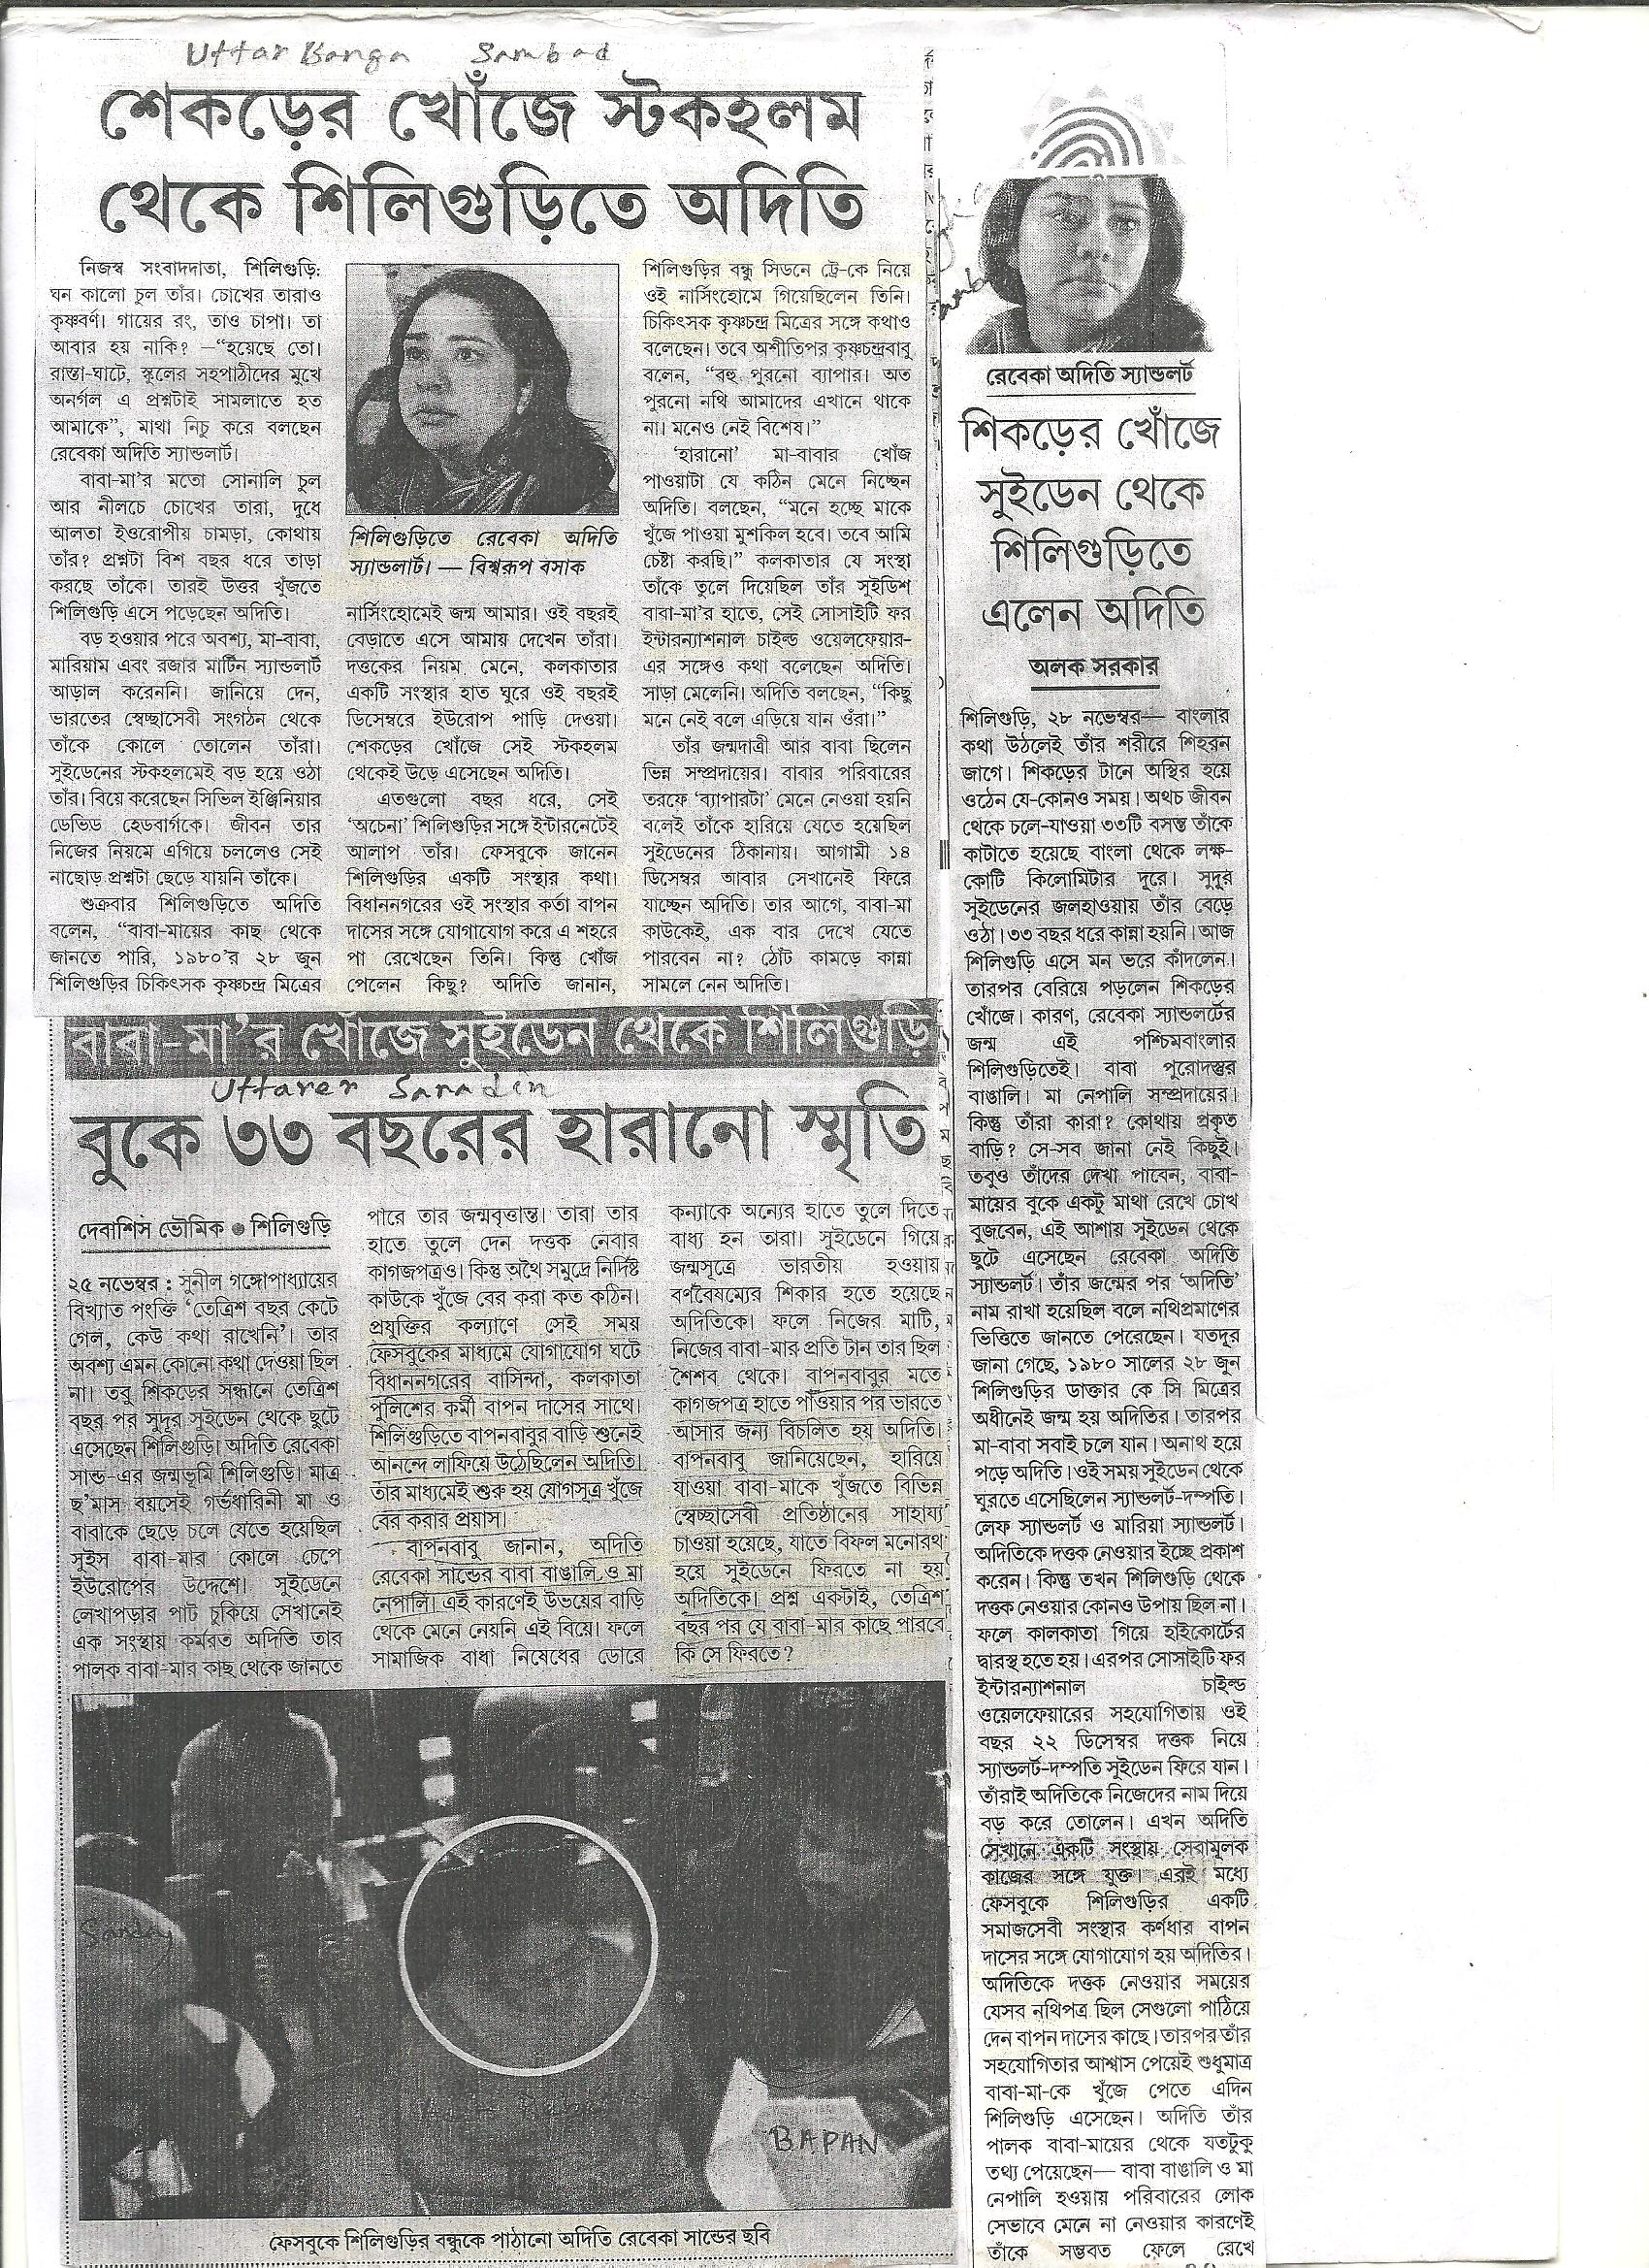 Uttar Banga Sambad
শেকড়ের খোঁজে স্টকহলম
থেকে শিলিগুড়িতে অদিতি
নিজস্ব সংবাদদাতা, শিলিগুড়ি:
ঘন কালো চুল তাঁর। চোখের তারাও
কৃষ্ণবর্ণ। গায়ের রং, তাও চাপা। তা
আবার হয় নাকি? —“হয়েছে তো।
রাস্তা-ঘাটে, স্কুলের সহপাঠীদের মুখে
অনর্গল এ প্রশ্নটাই সামলাতে হত
আমাকে”, মাথা নিচু করে বলছেন
রেবেকা অদিতি স্যান্ডলার্ট।
বাবা-মা’র মতো সোনালি চুল
আর নীলচে চোখের তারা, দুধে
আলতা ইওরোপীয় চামড়া, কোথায়
তাঁর? প্রশ্নটা বিশ বছর ধরে তাড়া
করছে তাঁকে। তারই উত্তর খুঁজতে
শিলিগুড়ি এসে পড়েছেন অদিতি।
বড় হওয়ার পরে অবশ্য, মা-বাবা,
মারিয়াম এবং রজার মার্টিন স্যান্ডলার্ট
আড়াল করেননি। জানিয়ে দেন,
ভারতের স্বেচ্ছাসেবী সংগঠন থেকে
তাঁকে কোলে তোলেন তাঁরা।
সুইডেনের স্টকহলমেই বড় হয়ে ওঠা
তাঁর। বিয়ে করেছেন সিভিল ইঞ্জিনিয়ার
ডেভিড হেডবার্গকে। জীবন তার
নিজের নিয়মে এগিয়ে চললেও সেই
নাছোড় প্রশ্নটা ছেড়ে যায়নি তাঁকে।
শুক্রবার শিলিগুড়িতে অদিতি
বলেন, “বাবা-মায়ের কাছ থেকে
জানতে পারি, ১৯৮০’র ২৮ জুন
শিলিগুড়ির চিকিৎসক কৃষ্ণচন্দ্র মিত্রের
শিলিগুড়িতে রেবেকা অদিতি
স্যান্ডলার্ট। — বিশ্বরূপ বসাক
নার্সিংহোমেই জন্ম আমার। ওই বছরই
বেড়াতে এসে আমায় দেখেন তাঁরা।
দত্তকের নিয়ম মেনে, কলকাতার
একটি সংস্থার হাত ঘুরে ওই বছরই
ডিসেম্বরে ইউরোপ পাড়ি দেওয়া।
শেকড়ের খোঁজে সেই স্টকহলম
থেকেই উড়ে এসেছেন অদিতি।
এতগুলো বছর ধরে, সেই
‘অচেনা’ শিলিগুড়ির সঙ্গে ইন্টারনেটেই
আলাপ তাঁর। ফেসবুকে জানেন
শিলিগুড়ির একটি সংস্থার কথা।
বিধাননগরের ওই সংস্থার কর্তা বাপন
দাসের সঙ্গে যোগাযোগ করে এ শহরে
পা রেখেছেন তিনি। কিন্তু খোঁজ
পেলেন কিছু? অদিতি জানান,
শিলিগুড়ির বন্ধু সিডনে ট্রে-কে নিয়ে
ওই নার্সিংহোমে গিয়েছিলেন তিনি।
চিকিৎসক কৃষ্ণচন্দ্র মিত্রের সঙ্গে কথাও
বলেছেন। তবে অশীতিপর কৃষ্ণচন্দ্রবাবু
বলেন, “বহু পুরনো ব্যাপার। অত
পুরনো নথি আমাদের এখানে থাকে
না। মনেও নেই বিশেষ।”
‘হারানো’ মা-বাবার খোঁজ
পাওয়াটা যে কঠিন মেনে নিচ্ছেন
অদিতি। বলছেন, “মনে হচ্ছে মাকে
খুঁজে পাওয়া মুশকিল হবে। তবে আমি
চেষ্টা করছি।” কলকাতার যে সংস্থা
তাঁকে তুলে দিয়েছিল তাঁর সুইডিশ
বাবা-মা’র হাতে, সেই সোসাইটি ফর
ইন্টারন্যাশনাল চাইল্ড ওয়েলফেয়ার-
এর সঙ্গেও কথা বলেছেন অদিতি।
সাড়া মেলেনি। অদিতি বলছেন, “কিছু
মনে নেই বলে এড়িয়ে যান ওঁরা।”
তাঁর জন্মদাত্রী আর বাবা ছিলেন
ভিন্ন সম্প্রদায়ের। বাবার পরিবারের
তরফে ‘ব্যাপারটা’ মেনে নেওয়া হয়নি
বলেই তাঁকে হারিয়ে যেতে হয়েছিল
সুইডেনের ঠিকানায়। আগামী ১৪
ডিসেম্বর আবার সেখানেই ফিরে
যাচ্ছেন অদিতি। তার আগে, বাবা-মা
কাউকেই, এক বার দেখে যেতে
পারবেন না? ঠোঁট কামড়ে কান্না
সামলে নেন অদিতি।
বাবা-মা’র খোঁজে সুইডেন থেকে শিলিগুড়ি
Uttarer Saradin
বুকে ৩৩ বছরের হারানো স্মৃতি
দেবাশিস ভৌমিক ● শিলিগুড়ি
২৫ নভেম্বর : সুনীল গঙ্গোপাধ্যায়ের
বিখ্যাত পংক্তি ‘তেত্রিশ বছর কেটে
গেল, কেউ কথা রাখেনি’। তার
অবশ্য এমন কোনো কথা দেওয়া ছিল
না। তবু শিকড়ের সন্ধানে তেত্রিশ
বছর পর সুদূর সুইডেন থেকে ছুটে
এসেছেন শিলিগুড়ি। অদিতি রেবেকা
সান্ড-এর জন্মভূমি শিলিগুড়ি। মাত্র
ছ’মাস বয়সেই গর্ভধারিনী মা ও
বাবাকে ছেড়ে চলে যেতে হয়েছিল
সুইস বাবা-মার কোলে চেপে
ইউরোপের উদ্দেশে। সুইডেনে
লেখাপড়ার পাট চুকিয়ে সেখানেই
এক সংস্থায় কর্মরত অদিতি তার
পালক বাবা-মার কাছ থেকে জানতে
পারে তার জন্মবৃত্তান্ত। তারা তার
হাতে তুলে দেন দত্তক নেবার
কাগজপত্রও। কিন্তু অথৈ সমুদ্রে নির্দিষ্ট
কাউকে খুঁজে বের করা কত কঠিন।
প্রযুক্তির কল্যাণে সেই সময়
ফেসবুকের মাধ্যমে যোগাযোগ ঘটে
বিধাননগরের বাসিন্দা, কলকাতা
পুলিশের কর্মী বাপন দাসের সাথে।
শিলিগুড়িতে বাপনবাবুর বাড়ি শুনেই
আনন্দে লাফিয়ে উঠেছিলেন অদিতি।
তার মাধ্যমেই শুরু হয় যোগসূত্র খুঁজে
বের করার প্রয়াস।
বাপনবাবু জানান, অদিতি
রেবেকা সান্ডের বাবা বাঙালি ও মা
নেপালি। এই কারণেই উভয়ের বাড়ি
থেকে মেনে নেয়নি এই বিয়ে। ফলে
সামাজিক বাধা নিষেধের ডোরে
কন্যাকে অন্যের হাতে তুলে দিতে
বাধ্য হন তারা। সুইডেনে গিয়ে
জন্মসূত্রে ভারতীয় হওয়ায়
বর্ণবৈষম্যের শিকার হতে হয়েছে
অদিতিকে। ফলে নিজের মাটি,
নিজের বাবা-মার প্রতি টান তার ছিল
শৈশব থেকে। বাপনবাবুর মতে
কাগজপত্র হাতে পাওয়ার পর ভারতে
আসার জন্য বিচলিত হয় অদিতি।
বাপনবাবু জানিয়েছেন, হারিয়ে
যাওয়া বাবা-মাকে খুঁজতে বিভিন্ন
স্বেচ্ছাসেবী প্রতিষ্ঠানের সাহায্য
চাওয়া হয়েছে, যাতে বিফল মনোরথ
হয়ে সুইডেনে ফিরতে না হয়
অদিতিকে। প্রশ্ন একটাই, তেত্রিশ
বছর পর যে বাবা-মার কাছে পারবে
কি সে ফিরতে?
Sanday
BAPAN
ফেসবুকে শিলিগুড়ির বন্ধুকে পাঠানো অদিতি রেবেকা সান্ডের ছবি
রেবেকা অদিতি স্যান্ডলর্ট
শিকড়ের খোঁজে
সুইডেন থেকে
শিলিগুড়িতে
এলেন অদিতি
অলক সরকার
শিলিগুড়ি, ২৮ নভেম্বর— বাংলার
কথা উঠলেই তাঁর শরীরে শিহরন
জাগে। শিকড়ের টানে অস্থির হয়ে
ওঠেন যে-কোনও সময়। অথচ জীবন
থেকে চলে-যাওয়া ৩৩টি বসন্ত তাঁকে
কাটাতে হয়েছে বাংলা থেকে লক্ষ-
কোটি কিলোমিটার দূরে। সুদূর
সুইডেনের জলহাওয়ায় তাঁর বেড়ে
ওঠা। ৩৩ বছর ধরে কান্না হয়নি। আজ
শিলিগুড়ি এসে মন ভরে কাঁদলেন।
তারপর বেরিয়ে পড়লেন শিকড়ের
খোঁজে। কারণ, রেবেকা স্যান্ডলর্টের
জন্ম এই পশ্চিমবাংলার
শিলিগুড়িতেই। বাবা পুরোদস্তুর
বাঙালি। মা নেপালি সম্প্রদায়ের।
কিন্তু তাঁরা কারা? কোথায় প্রকৃত
বাড়ি? সে-সব জানা নেই কিছুই।
তবুও তাঁদের দেখা পাবেন, বাবা-
মায়ের বুকে একটু মাথা রেখে চোখ
বুজবেন, এই আশায় সুইডেন থেকে
ছুটে এসেছেন রেবেকা অদিতি
স্যান্ডলর্ট। তাঁর জন্মের পর ‘অদিতি’
নাম রাখা হয়েছিল বলে নথিপ্রমাণের
ভিত্তিতে জানতে পেরেছেন। যতদূর
জানা গেছে, ১৯৮০ সালের ২৮ জুন
শিলিগুড়ির ডাক্তার কে সি মিত্রের
অধীনেই জন্ম হয় অদিতির। তারপর
মা-বাবা সবাই চলে যান। অনাথ হয়ে
পড়ে অদিতি। ওই সময় সুইডেন থেকে
ঘুরতে এসেছিলেন স্যান্ডলর্ট-দম্পতি।
লেফ স্যান্ডলর্ট ও মারিয়া স্যান্ডলর্ট।
অদিতিকে দত্তক নেওয়ার ইচ্ছে প্রকাশ
করেন। কিন্তু তখন শিলিগুড়ি থেকে
দত্তক নেওয়ার কোনও উপায় ছিল না।
ফলে কালকাতা গিয়ে হাইকোর্টের
দ্বারস্থ হতে হয়। এরপর সোসাইটি ফর
ইন্টারন্যাশনাল চাইল্ড
ওয়েলফেয়ারের সহযোগিতায় ওই
বছর ২২ ডিসেম্বর দত্তক নিয়ে
স্যান্ডলর্ট-দম্পতি সুইডেন ফিরে যান।
তাঁরাই অদিতিকে নিজেদের নাম দিয়ে
বড় করে তোলেন। এখন অদিতি
সেখানে একটি সংস্থায় সেবামূলক
কাজের সঙ্গে যুক্ত। এরই মধ্যে
ফেসবুকে শিলিগুড়ির একটি
সমাজসেবী সংস্থার কর্ণধার বাপন
দাসের সঙ্গে যোগাযোগ হয় অদিতির।
অদিতিকে দত্তক নেওয়ার সময়ের
যেসব নথিপত্র ছিল সেগুলো পাঠিয়ে
দেন বাপন দাসের কাছে। তারপর তাঁর
সহযোগিতার আশ্বাস পেয়েই শুধুমাত্র
বাবা-মা-কে খুঁজে পেতে এদিন
শিলিগুড়ি এসেছেন। অদিতি তাঁর
পালক বাবা-মায়ের থেকে যতটুকু
তথ্য পেয়েছেন— বাবা বাঙালি ও মা
নেপালি হওয়ায় পরিবারের লোক
সেভাবে মেনে না নেওয়ার কারণেই
তাঁকে সম্ভবত ফেলে রেখে